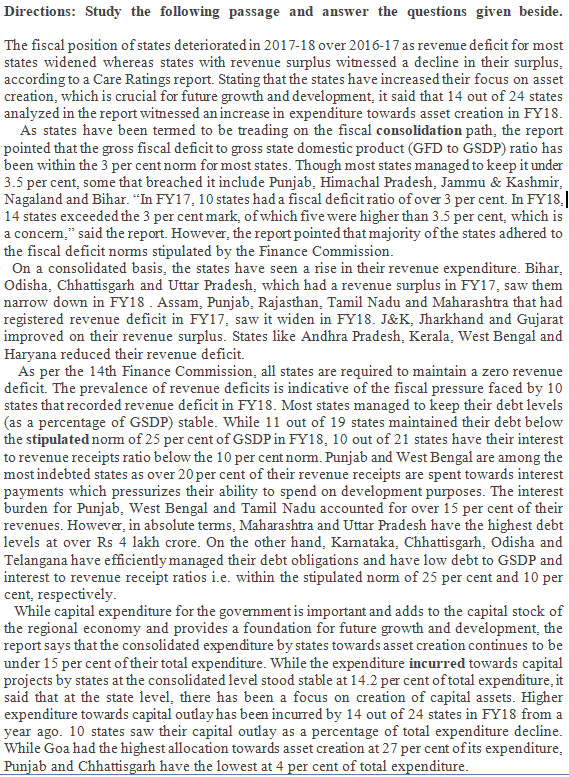 Directions: Study the following passage and answer the questions given beside.
The fiscal position of states deteriorated in 2017-18 over 2016-17 as revenue deficit for most
states widened whereas states with revenue surplus witnessed a decline in their surplus,
according to a Care Ratings report. Stating that the states have increased their focus on asset
creation, which is crucial for future growth and development, it said that 14 out of 24 states
analyzed in the report witnessed an increase in expenditure towards asset creation in FY18.
As states have been termed to be treading on the fiscal consolidation path, the report
pointed that the gross fiscal deficit to gross state domestic product (GFD to GSDP) ratio has
been within the 3 per cent norm for most states. Though most states managed to keep it under
3.5 per cent, some that breached it include Punjab, Himachal Pradesh, Jammu & Kashmir,
Nagaland and Bihar. “In FY17, 10 states had a fiscal deficit ratio of over 3 per cent. In FY18,
14 states exceeded the 3 per cent mark, of which five were higher than 3.5 per cent, which is
a concern,” said the report. However, the report pointed that majority of the states adhered to
the fiscal deficit norms stipulated by the Finance Commission.
On a consolidated basis, the states have seen a rise in their revenue expenditure. Bihar,
Odisha, Chhattisgarh and Uttar Pradesh, which had a revenue surplus in FY17, saw them
narrow down in FY18 . Assam, Punjab, Rajasthan, Tamil Nadu and Maharashtra that had
registered revenue deficit in FY17, saw it widen in FY18. J&K, Jharkhand and Gujarat
improved on their revenue surplus. States like Andhra Pradesh, Kerala, West Bengal and
Haryana reduced their revenue deficit.
As per the 14th Finance Commission, all states are required to maintain a zero revenue
deficit. The prevalence of revenue deficits is indicative of the fiscal pressure faced by 10
states that recorded revenue deficit in FY18. Most states managed to keep their debt levels
(as a percentage of GSDP) stable. While 11 out of 19 states maintained their debt below
the stipulated norm of 25 per cent of GSDP in FY18, 10 out of 21 states have their interest
to revenue receipts ratio below the 10 per cent norm. Punjab and West Bengal are among the
most indebted states as over 20 per cent of their revenue receipts are spent towards interest
payments which pressurizes their ability to spend on development purposes. The interest
burden for Punjab, West Bengal and Tamil Nadu accounted for over 15 per cent of their
revenues. However, in absolute terms, Maharashtra and Uttar Pradesh have the highest debt
levels at over Rs 4 lakh crore. On the other hand, Karnataka, Chhattisgarh, Odisha and
Telangana have efficiently managed their debt obligations and have low debt to GSDP and
interest to revenue receipt ratios i.e. within the stipulated norm of 25 per cent and 10 per
cent, respectively.
While capital expenditure for the government is important and adds to the capital stock of
the regional economy and provides a foundation for future growth and development, the
report says that the consolidated expenditure by states towards asset creation continues to be
under 15 per cent of their total expenditure. While the expenditure incurred towards capital
projects by states at the consolidated level stood stable at 14.2 per cent of total expenditure, it
said that at the state level, there has been a focus on creation of capital assets. Higher
expenditure towards capital outlay has been incurred by 14 out of 24 states in FY18 from a
year ago. 10 states saw their capital outlay as a percentage of total expenditure decline.
While Goa had the highest allocation towards asset creation at 27 per cent of its expenditure,
Punjab and Chhattisgarh have the lowest at 4 per cent of total expenditure.